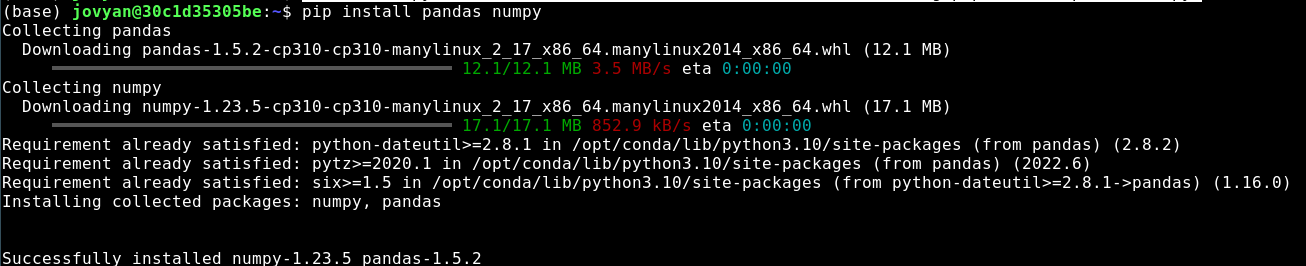 (base) jovyan@30c1d35305be:~$ pip install pandas numpy
Collecting pandas
Downloading pandas-1.5.2-cp310-cp310-manylinux_2_17_x86_64.manylinux2014_x86_64.whl (12.1 MB)
12.1/12.1 MB 3.5 MB/s eta 0:00:00
Collecting numpy
Downloading numpy-1.23.5-cp310-cp310-manylinux_2_17_x86_64.manylinux2014_x86_64.whl (17.1 MB)
17.1/17.1 MB 852.9 kB/s eta 0:00:00
Requirement already satisfied: python-dateutil>=2.8.1 in /opt/conda/lib/python3.10/site-packages (from pandas) (2.8.2)
Requirement already satisfied: pytz>=2020.1 in /opt/conda/lib/python3.10/site-packages (from pandas) (2022.6)
Requirement already satisfied: six>=1.5 in /opt/conda/lib/python3.10/site-packages (from python-dateutil>=2.8.1->pandas) (1.16.0)
Installing collected packages: numpy, pandas
Successfully installed numpy-1.23.5 pandas-1.5.2